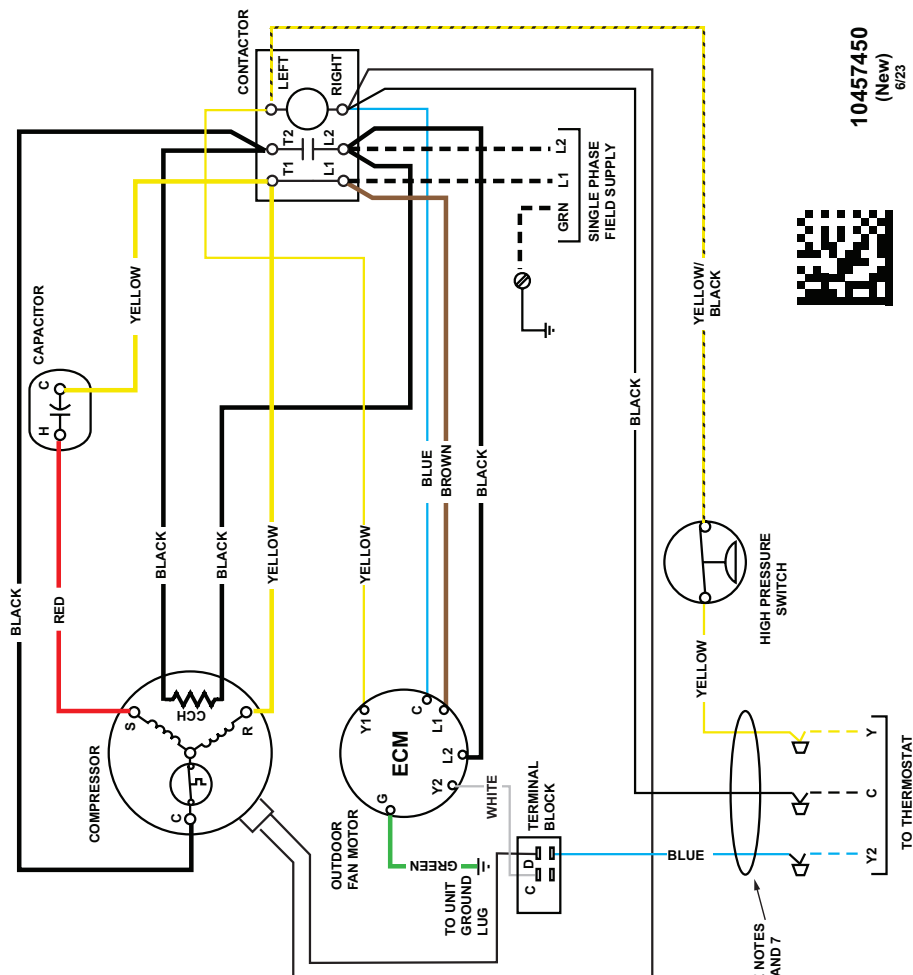 CONTACTOR
LEFT
RIGHT
T2
L2
T1
L1
L2
L1
GRN
SINGLE PHASE
FIELD SUPPLY
10457450
(New)
6/23
CAPACITOR
C
H
YELLOW
YELLOW/
BLACK
BLACK
RED
BLACK
BLACK
YELLOW
YELLOW
BLUE
BROWN
BLACK
BLACK
HIGH PRESSURE
SWITCH
YELLOW
COMPRESSOR
S
CCH
R
C
OUTDOOR
FAN MOTOR
ECM
Y1
C
L1
L2
Y2
G
WHITE
GREEN
TO UNIT
GROUND
LUG
TERMINAL
BLOCK
D
C
BLUE
Y
C
Y2
TO THERMOSTAT
NOTES
AND 7